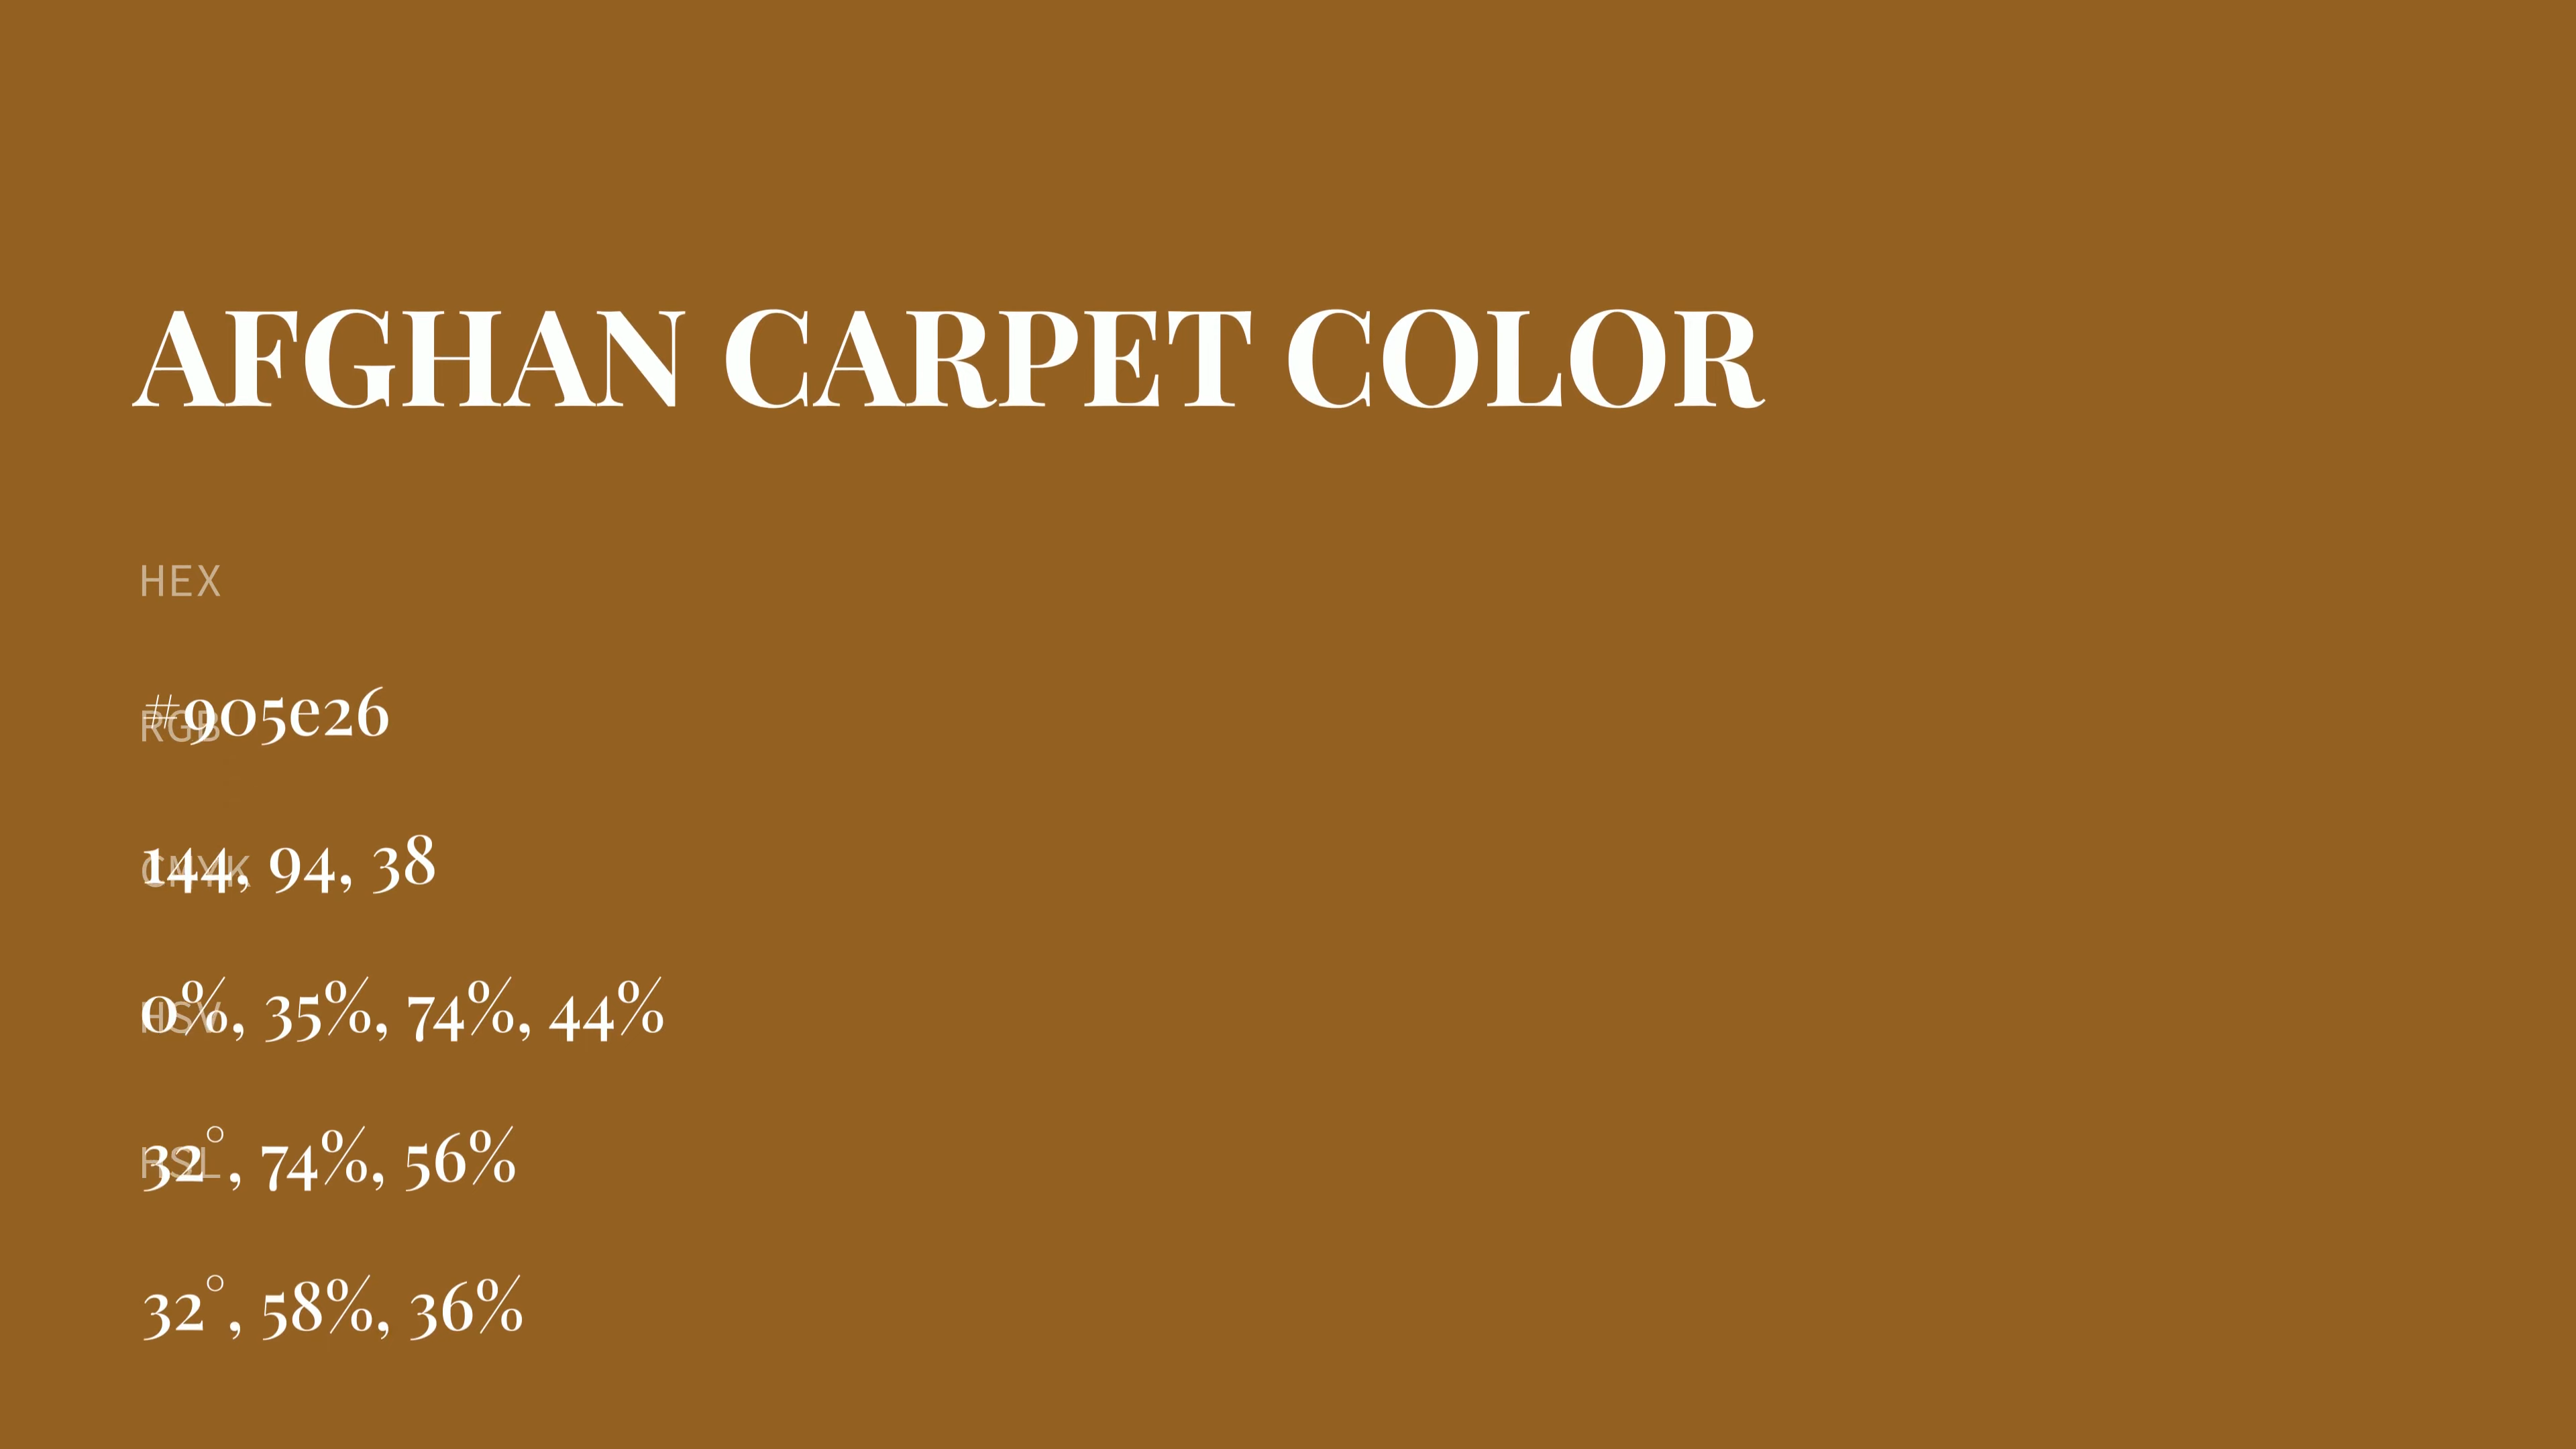 AFGHAN CARPET COLOR
HEX
#905e26
RGB
144, 94, 38
CMYK
0%, 35%, 74%, 44%
HSV
32°, 74%, 56%
HSL
32°, 58%, 36%